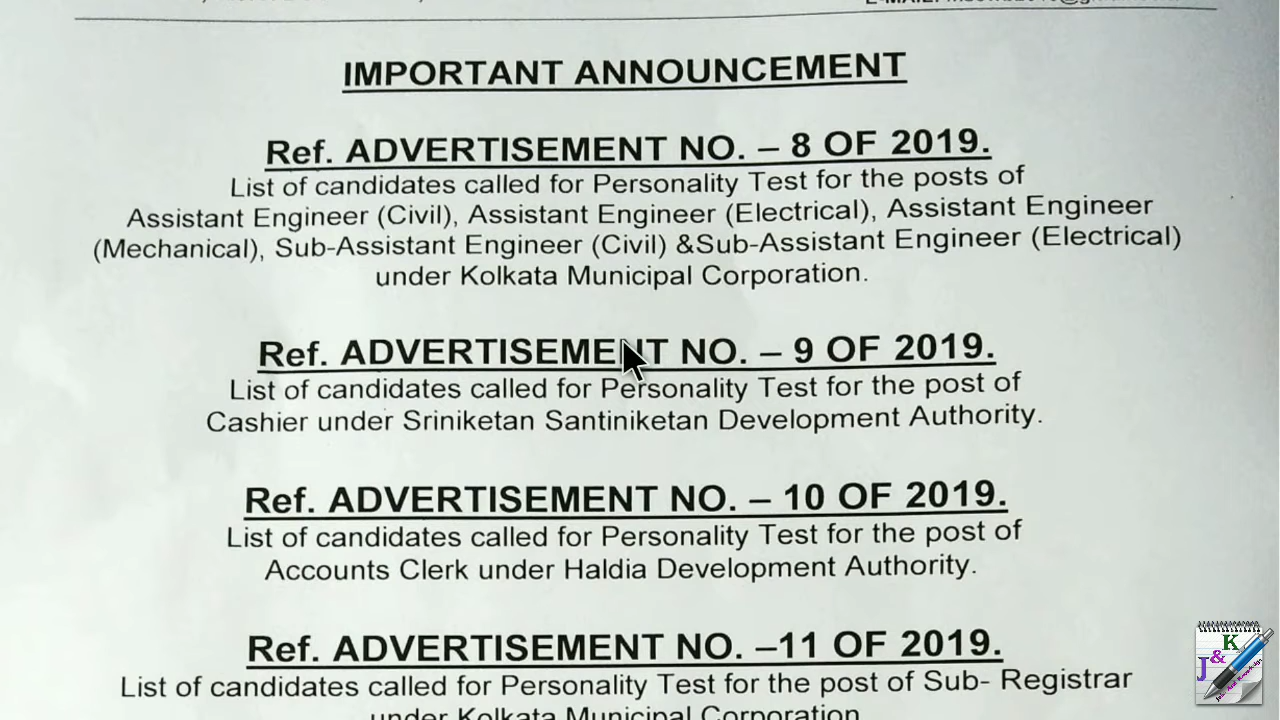 IMPORTANT ANNOUNCEMENT
Ref. ADVERTISEMENT NO. – 8 OF 2019.
List of candidates called for Personality Test for the posts of
Assistant Engineer (Civil), Assistant Engineer (Electrical), Assistant Engineer
(Mechanical), Sub-Assistant Engineer (Civil) &Sub-Assistant Engineer (Electrical)
under Kolkata Municipal Corporation.
Ref. ADVERTISEMENT NO. – 9 OF 2019.
List of candidates called for Personality Test for the post of
Cashier under Sriniketan Santiniketan Development Authority.
Ref. ADVERTISEMENT NO. – 10 OF 2019.
List of candidates called for Personality Test for the post of
Accounts Clerk under Haldia Development Authority.
Ref. ADVERTISEMENT NO. –11 OF 2019.
List of candidates called for Personality Test for the post of Sub- Registrar
under Kolkata Municipal Corporation
J&K